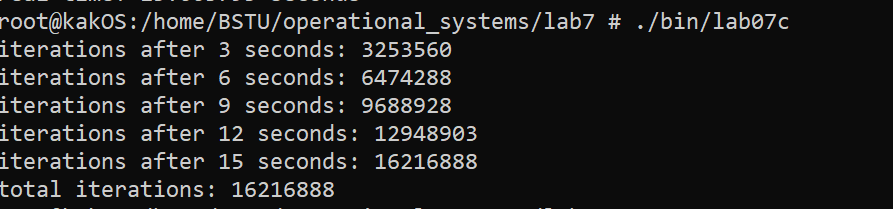 root@kakOS:/home/BSTU/operational_systems/lab7 # ./bin/lab07c
iterations after 3 seconds: 3253560
iterations after 6 seconds: 6474288
iterations after 9 seconds: 9688928
iterations after 12 seconds: 12948903
iterations after 15 seconds: 16216888
total iterations: 16216888